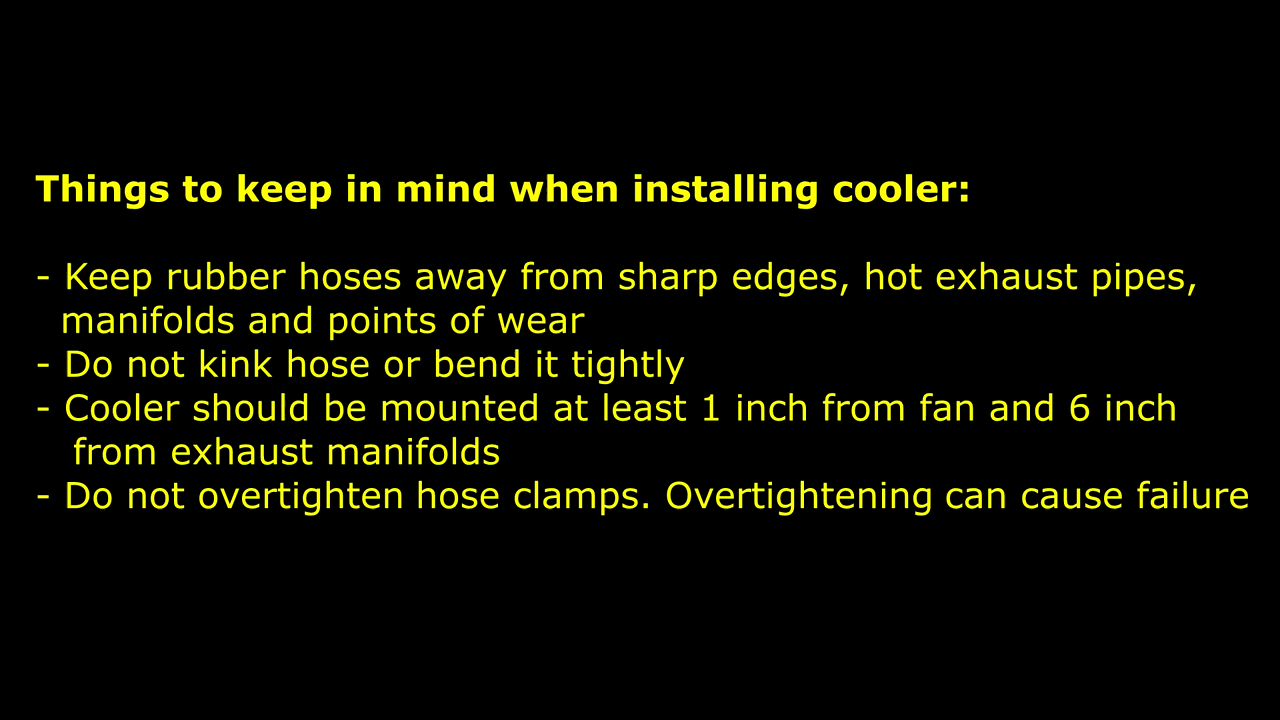 Things to keep in mind when installing cooler:
- Keep rubber hoses away from sharp edges, hot exhaust pipes,
manifolds and points of wear
- Do not kink hose or bend it tightly
- Cooler should be mounted at least 1 inch from fan and 6 inch
from exhaust manifolds
- Do not overtighten hose clamps. Overtightening can cause failure